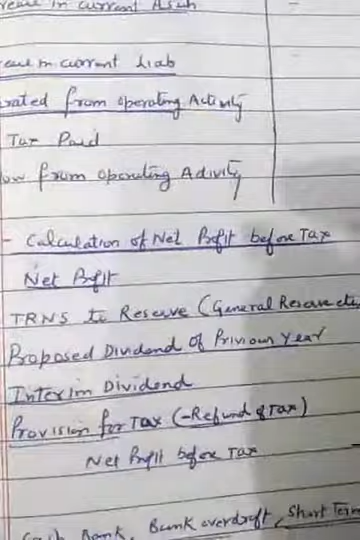 in current Assets
in current Liab
from operating Activity
Tax Paid
from operating Activity
- Calculation of Net Profit before Tax
Net Profit
TRNS to Reserve (General Reserve etc
Proposed Dividend of Privious Year
Interim Dividend
Provision for Tax (-Refund of Tax)
Net Profit before Tax
Cash, Bank, Bank overdraft, Short Term